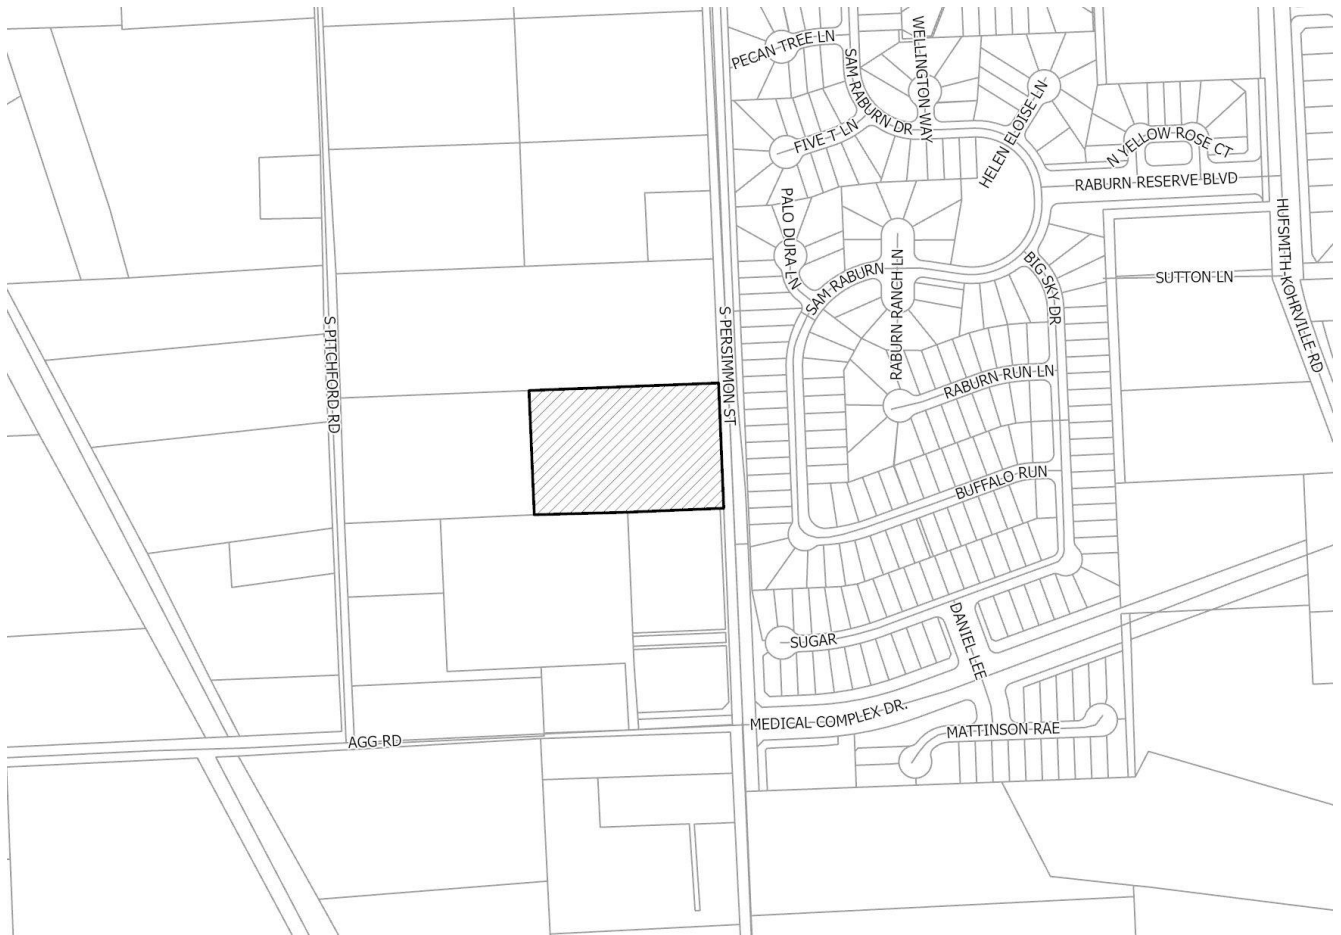 PECAN TREE LN
WELLINGTON WAY
SAM RABURN DR
HELEN ELOISE LN
FIVE T LN
N YELLOW ROSE CT
RABURN RESERVE BLVD
PALO DURA LN
HUFSMITH-KOHRVILLE RD
SAM RABURN
RABURN RANCH LN
BIG SKY DR
SUTTON LN
S PITCHFORD RD
S PERSIMMON ST
RABURN RUN LN
BUFFALO RUN
SUGAR
DANIEL LEE
MEDICAL COMPLEX DR.
MATTINSON RAE
AGG RD